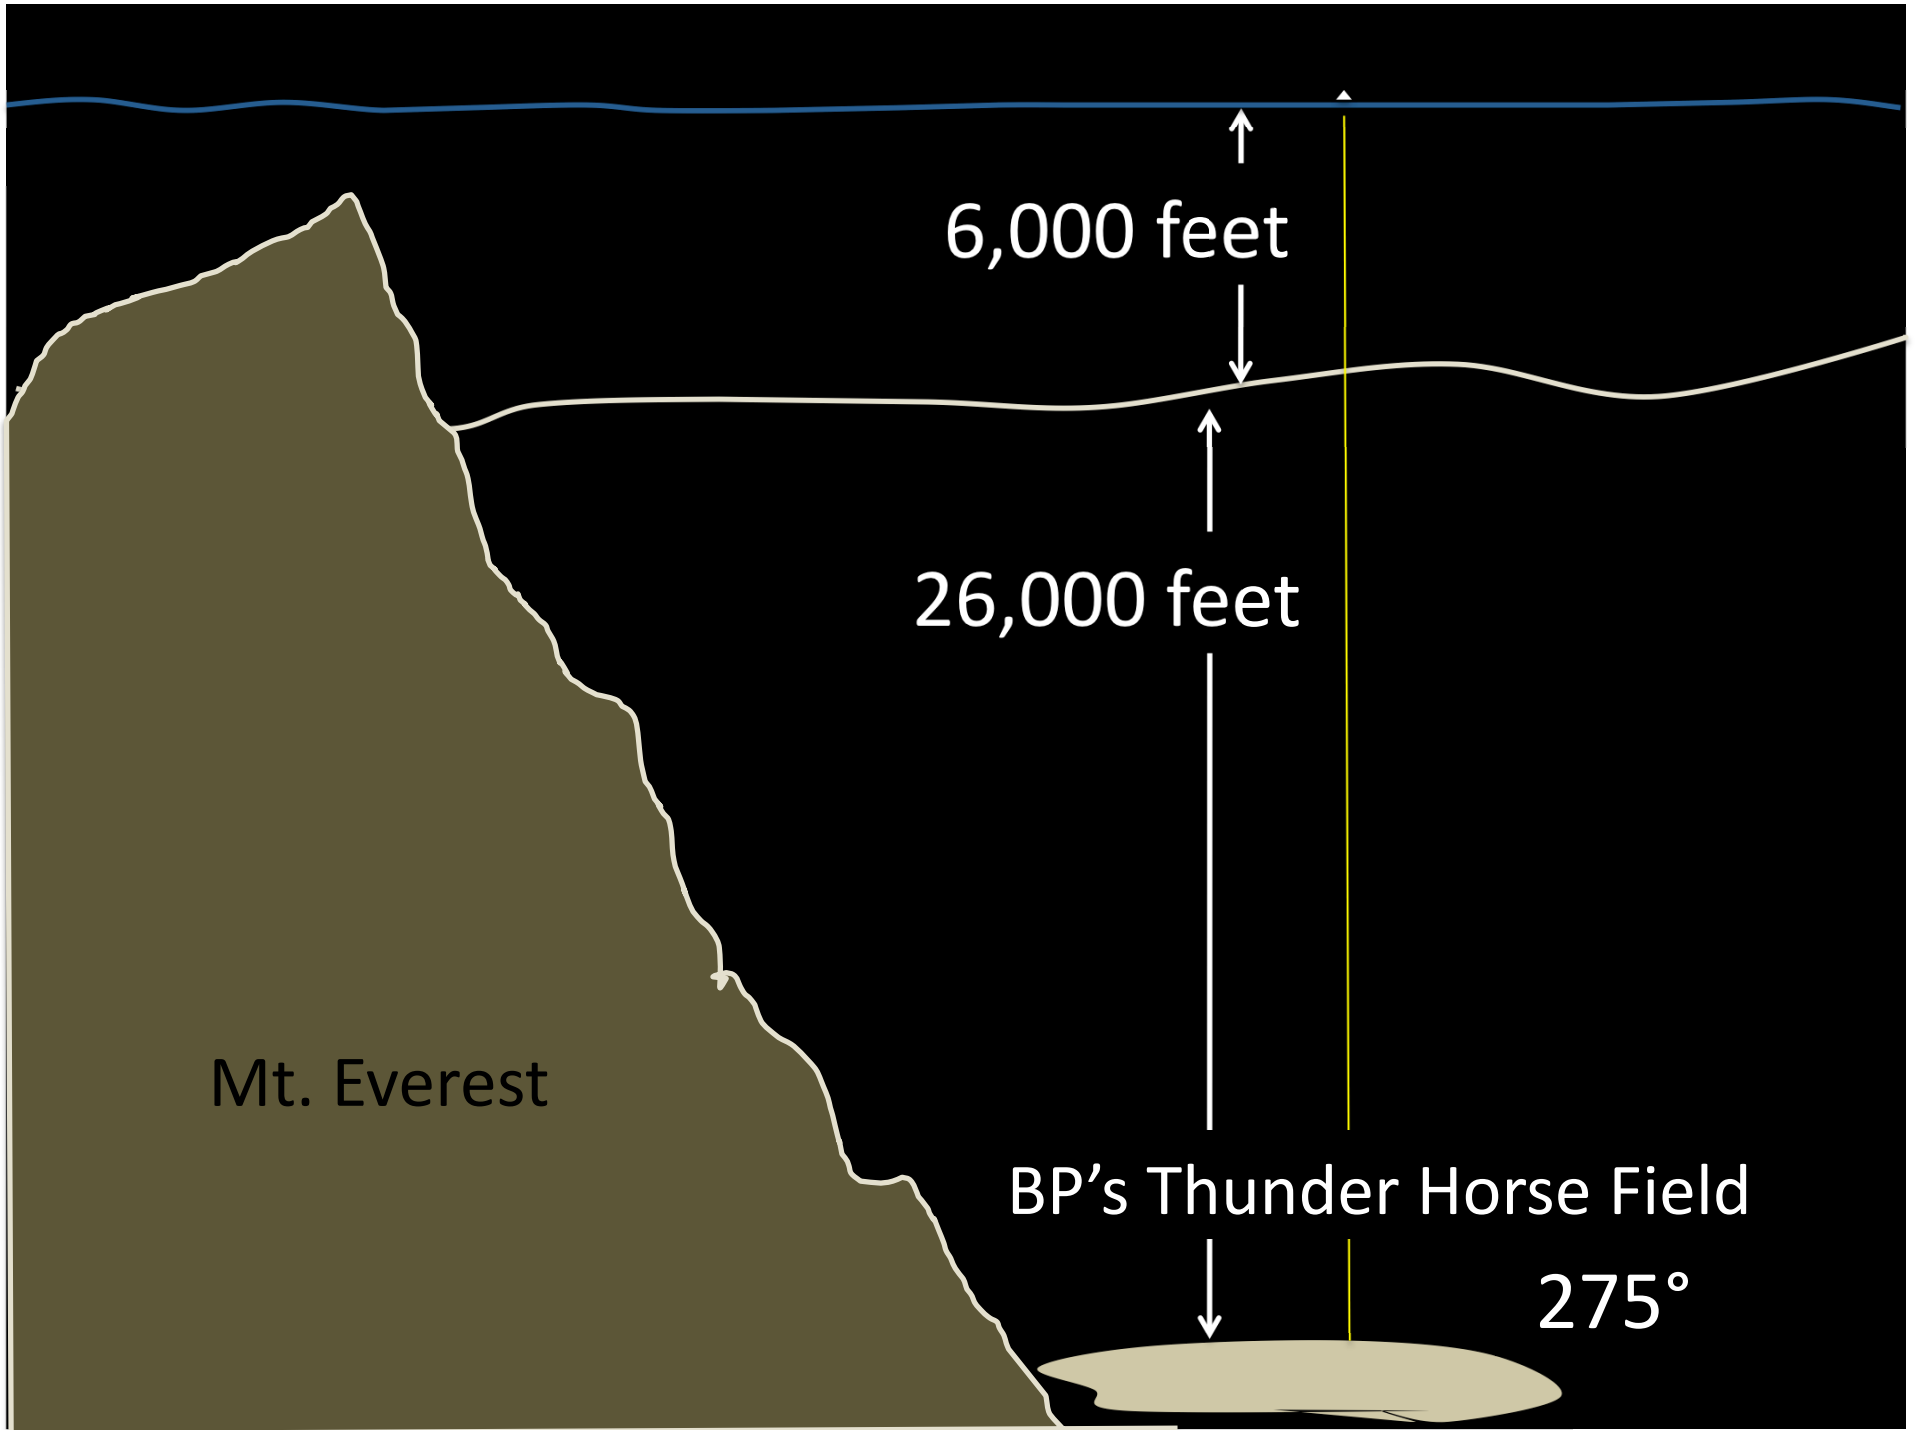 6,000 feet
26,000 feet
Mt. Everest
BP’s Thunder Horse Field
275°